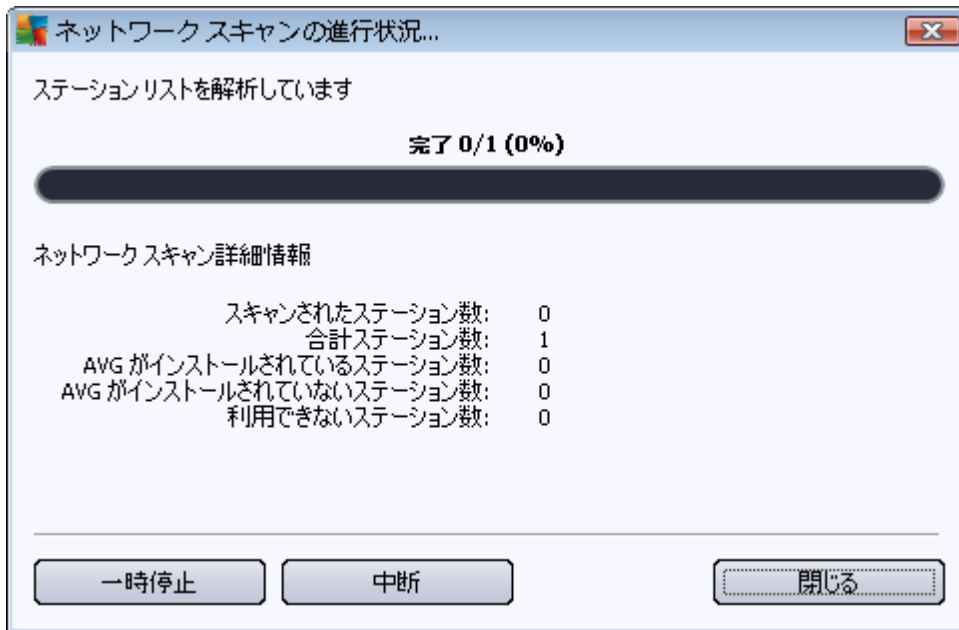 ネットワーク スキャンの進行状況...
ステーション リストを解析しています
完了 0/1 (0%)
ネットワーク スキャン詳細情報
スキャンされたステーション数: 0
合計ステーション数: 1
AVG がインストールされているステーション数: 0
AVG がインストールされていないステーション数: 0
利用できないステーション数: 0
一時停止 中断 閉じる